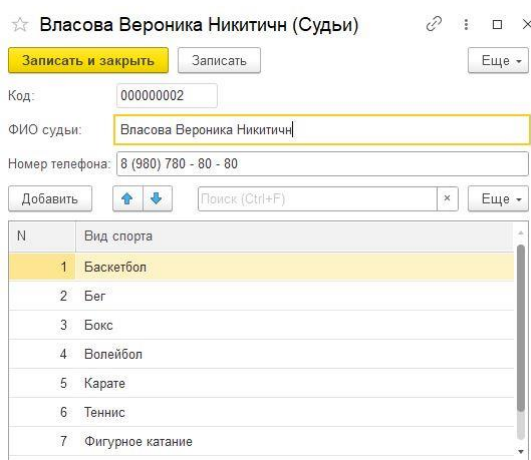 Власова Вероника Никитичн (Судьи)
Записать и закрыть Записать Еще
Код: 000000002
ФИО судьи: Власова Вероника Никитичн
Номер телефона: 8 (980) 780 - 80 - 80
Добавить Поиск (Ctrl+F) × Еще
N Вид спорта
1 Баскетбол
2 Бег
3 Бокс
4 Волейбол
5 Карате
6 Теннис
7 Фигурное катание